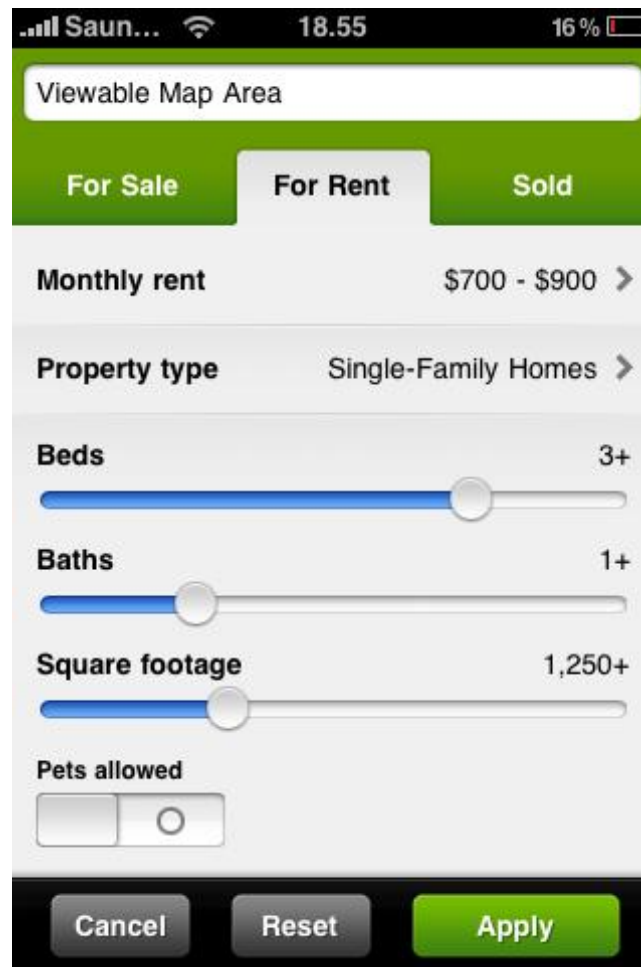 Saun... 18.55 16%
Viewable Map Area
For Sale For Rent Sold
Monthly rent $700 - $900
Property type Single-Family Homes
Beds 3+
Baths 1+
Square footage 1,250+
Pets allowed
Cancel Reset Apply